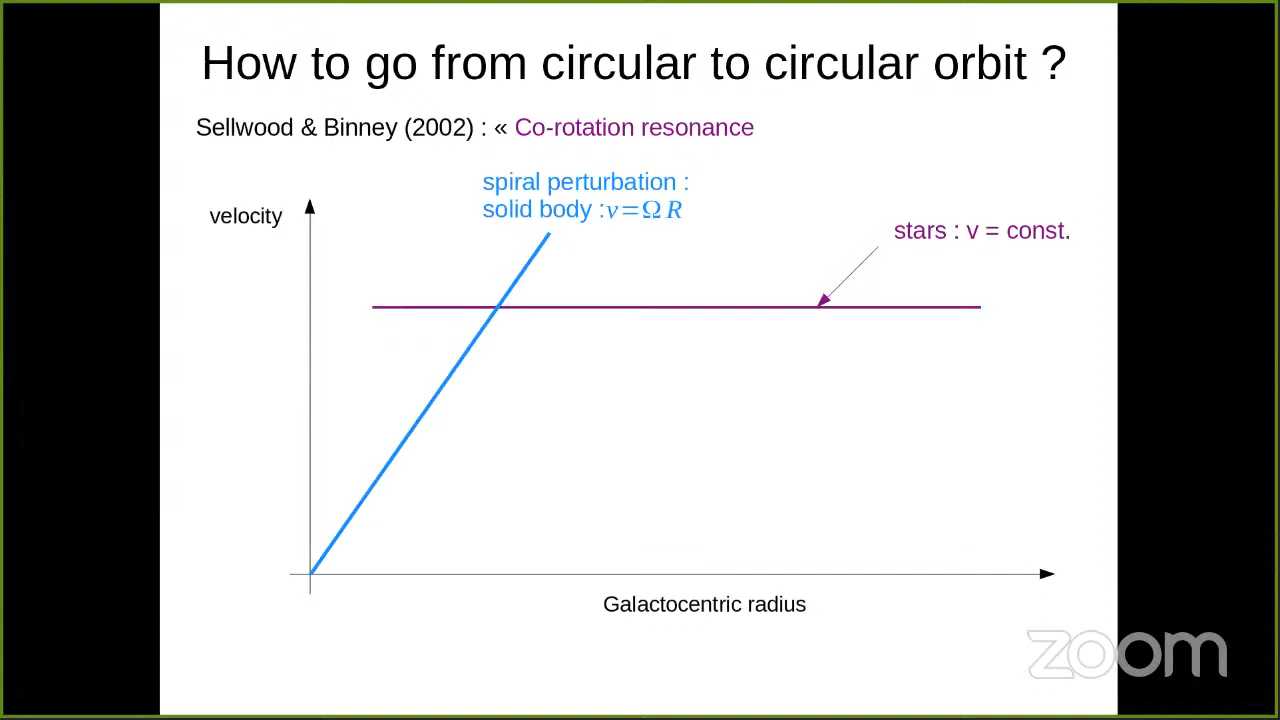 How to go from circular to circular orbit ?
Sellwood & Binney (2002) : « Co-rotation resonance
spiral perturbation :
solid body : v=Ω R
velocity
stars : v = const.
Galactocentric radius
zoom